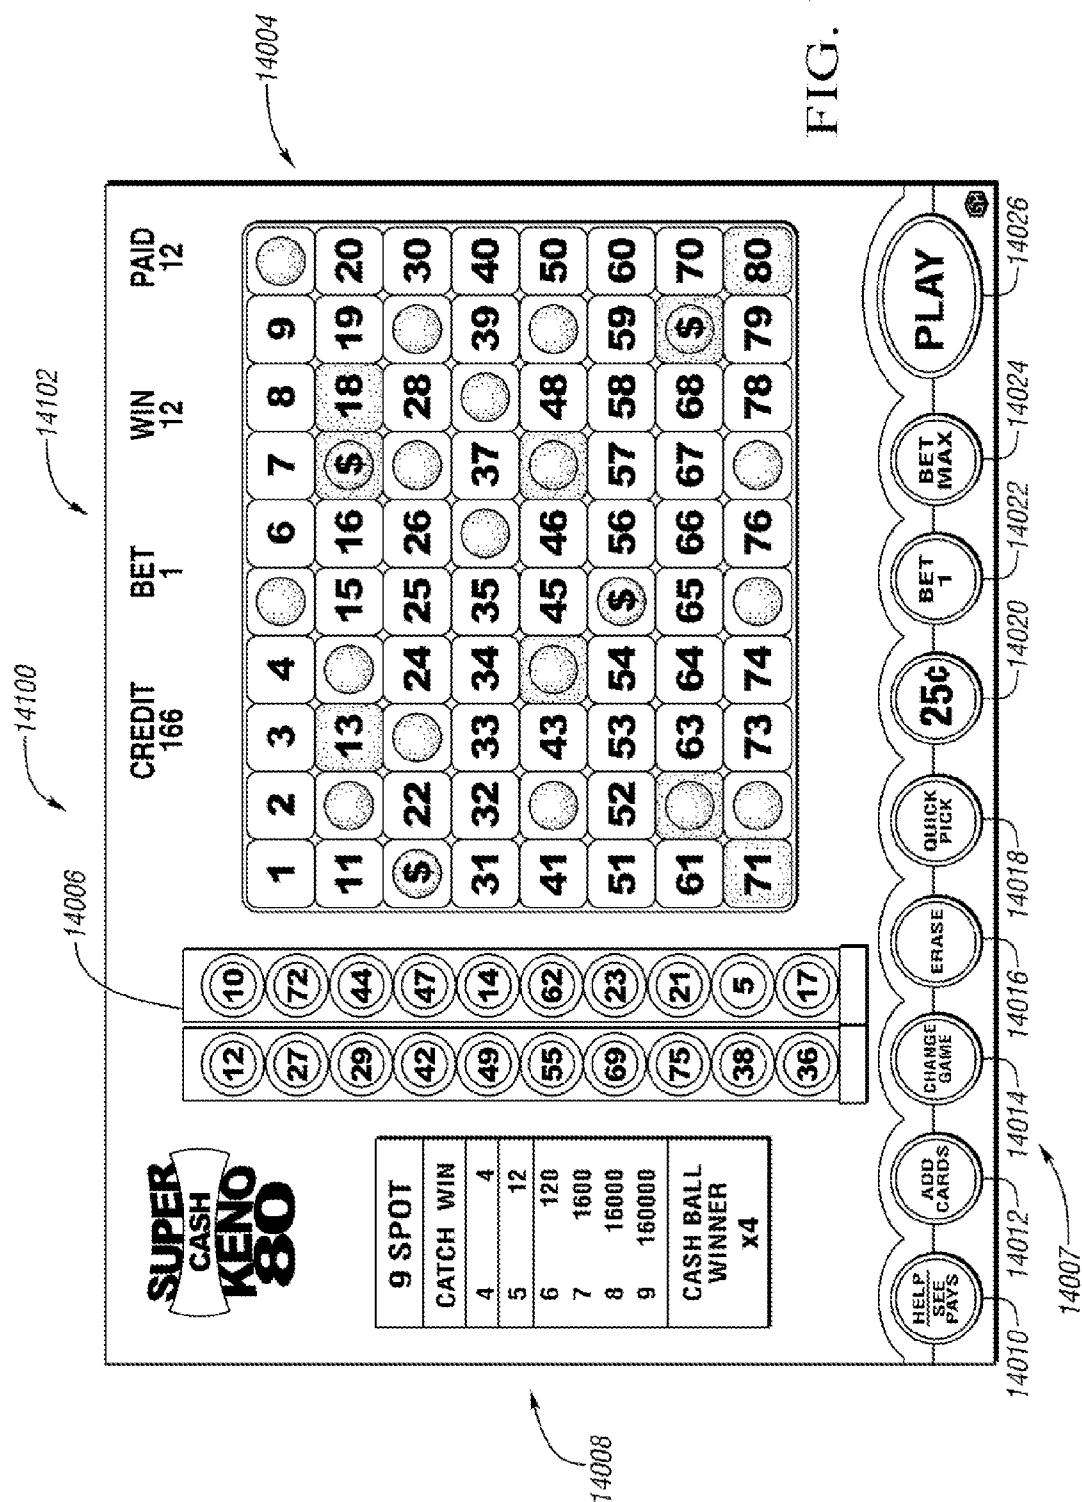 14100
14102
14006
14004
SUPER
CASH
KENO
80
CREDIT BET WIN PAID
166 1 12 12
12 10
27 72
29 44
42 47
49 14
55 62
69 23
75 21
38 5
36 17
1 2 3 4 6 7 8 9
11 13 15 16 $ 18 19 20
$ 22 24 25 26 28 30
31 32 33 34 35 37 39 40
41 43 45 46 48 50
51 52 53 54 $ 56 57 58 59 60
61 63 64 65 66 67 68 $ 70
71 73 74 76 78 79 80
9 SPOT
CATCH WIN
4 4
5 12
6 120
7 1600
8 16000
9 160000
CASH BALL
WINNER
x4
14008
HELP
SEE
PAYS
ADD
CARDS
CHANGE
GAME
ERASE
QUICK
PICK
25¢
BET
1
BET
MAX
PLAY
14010 14012 14014 14016 14018 14020 14022 14024 14026
14007
FIG.